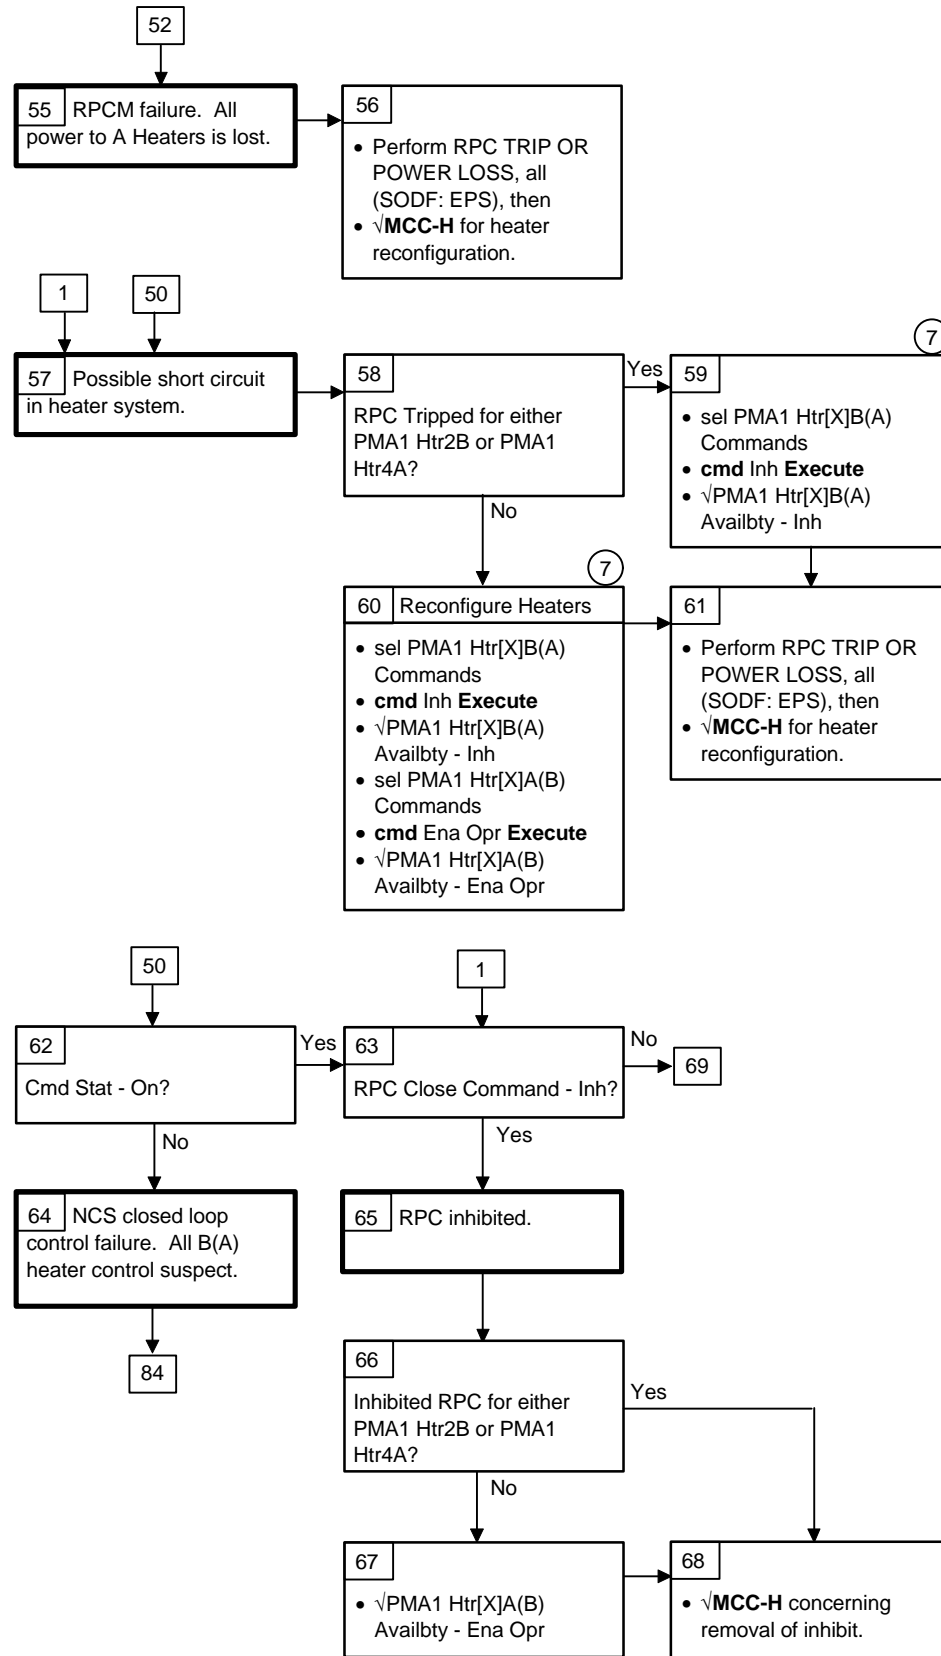 52
55 RPCM failure. All
power to A Heaters is lost.
56
• Perform RPC TRIP OR
POWER LOSS, all
(SODF: EPS), then
• √MCC-H for heater
reconfiguration.
1
50
57 Possible short circuit
in heater system.
58
RPC Tripped for either
PMA1 Htr2B or PMA1
Htr4A?
Yes
No
7
59
• sel PMA1 Htr[X]B(A)
Commands
• cmd Inh Execute
• √PMA1 Htr[X]B(A)
Availbty - Inh
7
60 Reconfigure Heaters
• sel PMA1 Htr[X]B(A)
Commands
• cmd Inh Execute
• √PMA1 Htr[X]B(A)
Availbty - Inh
• sel PMA1 Htr[X]A(B)
Commands
• cmd Ena Opr Execute
• √PMA1 Htr[X]A(B)
Availbty - Ena Opr
61
• Perform RPC TRIP OR
POWER LOSS, all
(SODF: EPS), then
• √MCC-H for heater
reconfiguration.
50
62
Cmd Stat - On?
Yes
No
1
63
RPC Close Command - Inh?
No
69
Yes
64 NCS closed loop
control failure. All B(A)
heater control suspect.
84
65 RPC inhibited.
66
Inhibited RPC for either
PMA1 Htr2B or PMA1
Htr4A?
Yes
No
67
• √PMA1 Htr[X]A(B)
Availbty - Ena Opr
68
• √MCC-H concerning
removal of inhibit.